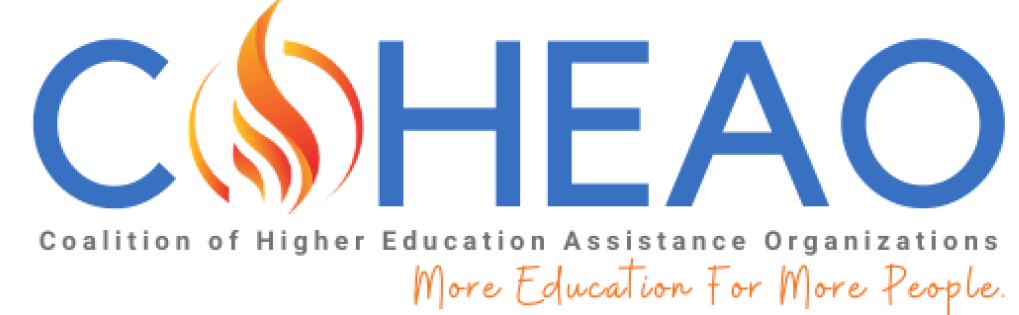 COHEAO
Coalition of Higher Education Assistance Organizations
More Education For More People.